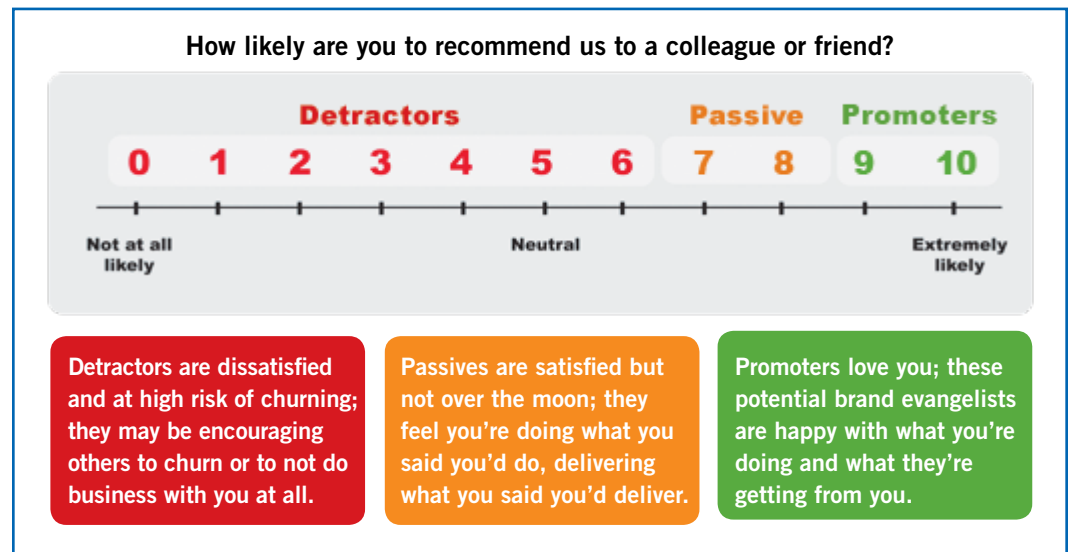 How likely are you to recommend us to a colleague or friend?
Detractors Passive Promoters
0 1 2 3 4 5 6 7 8 9 10
Not at all
likely
Neutral
Extremely
likely
Detractors are dissatisfied
and at high risk of churning;
they may be encouraging
others to churn or to not do
business with you at all.
Passives are satisfied but
not over the moon; they
feel you’re doing what you
said you’d do, delivering
what you said you’d deliver.
Promoters love you; these
potential brand evangelists
are happy with what you’re
doing and what they’re
getting from you.